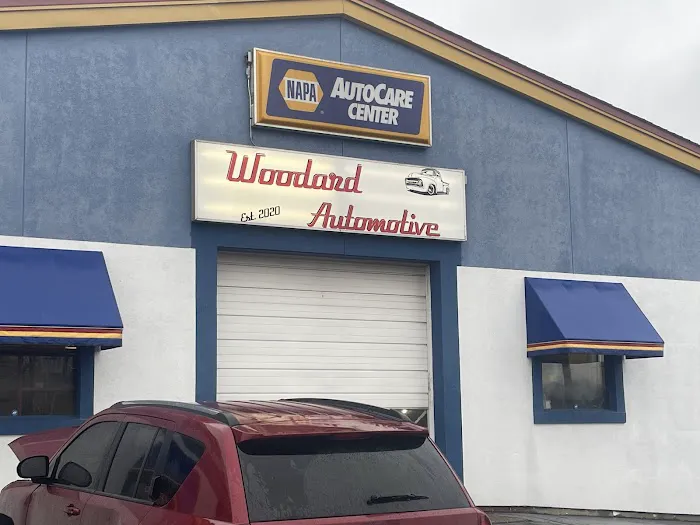 NAPA AUTOCARE
CENTER
Woodard
Est. 2020 Automotive